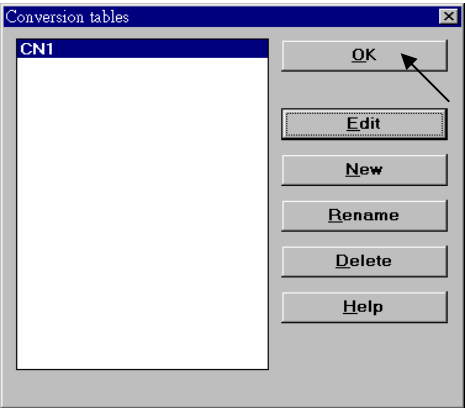 Conversion tables
CN1
OK
Edit
New
Rename
Delete
Help